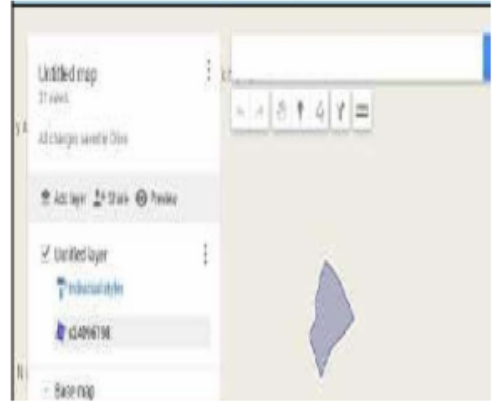 Untitled map
All changes saved in Drive
Add layer Share Preview
Untitled layer
Individual styles
Base map